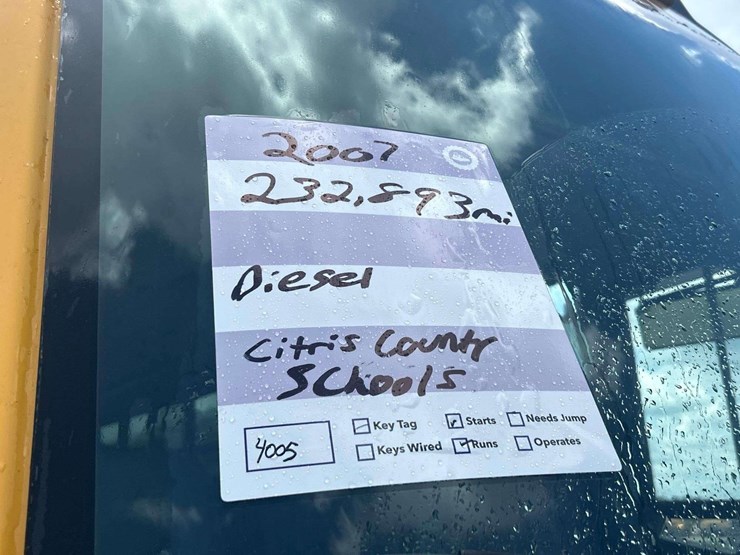 2007
232,893mi
Diesel
Citris County
Schools
4005
Key Tag Starts Needs Jump
Keys Wired Runs Operates